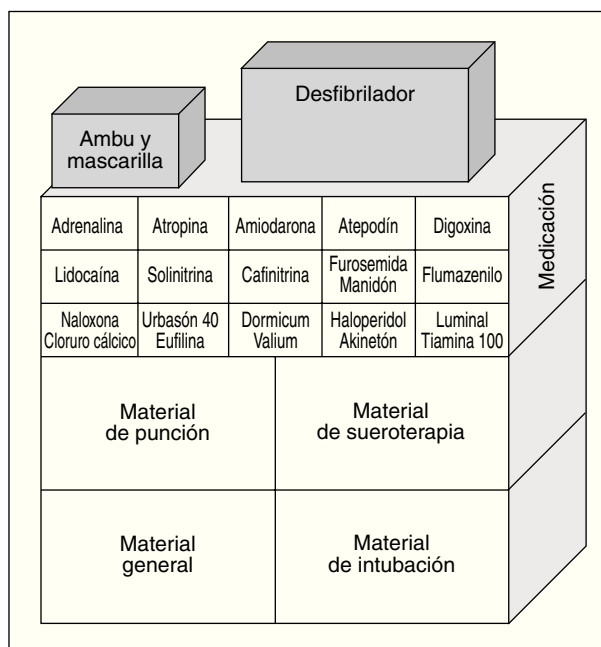 Desfibrilador
Ambu y
mascarilla
Medicación
Adrenalina Atropina Amiodarona Atepodín Digoxina
Lidocaína Solinitrina Cafinitrina Furosemida Manidón Flumazenilo
Naloxona Urbasón 40 Dormicum Haloperidol Luminal
Cloruro cálcico Eufilina Valium Akinetón Tiamina 100
Material
de punción
Material
de sueroterapia
Material
general
Material
de intubación